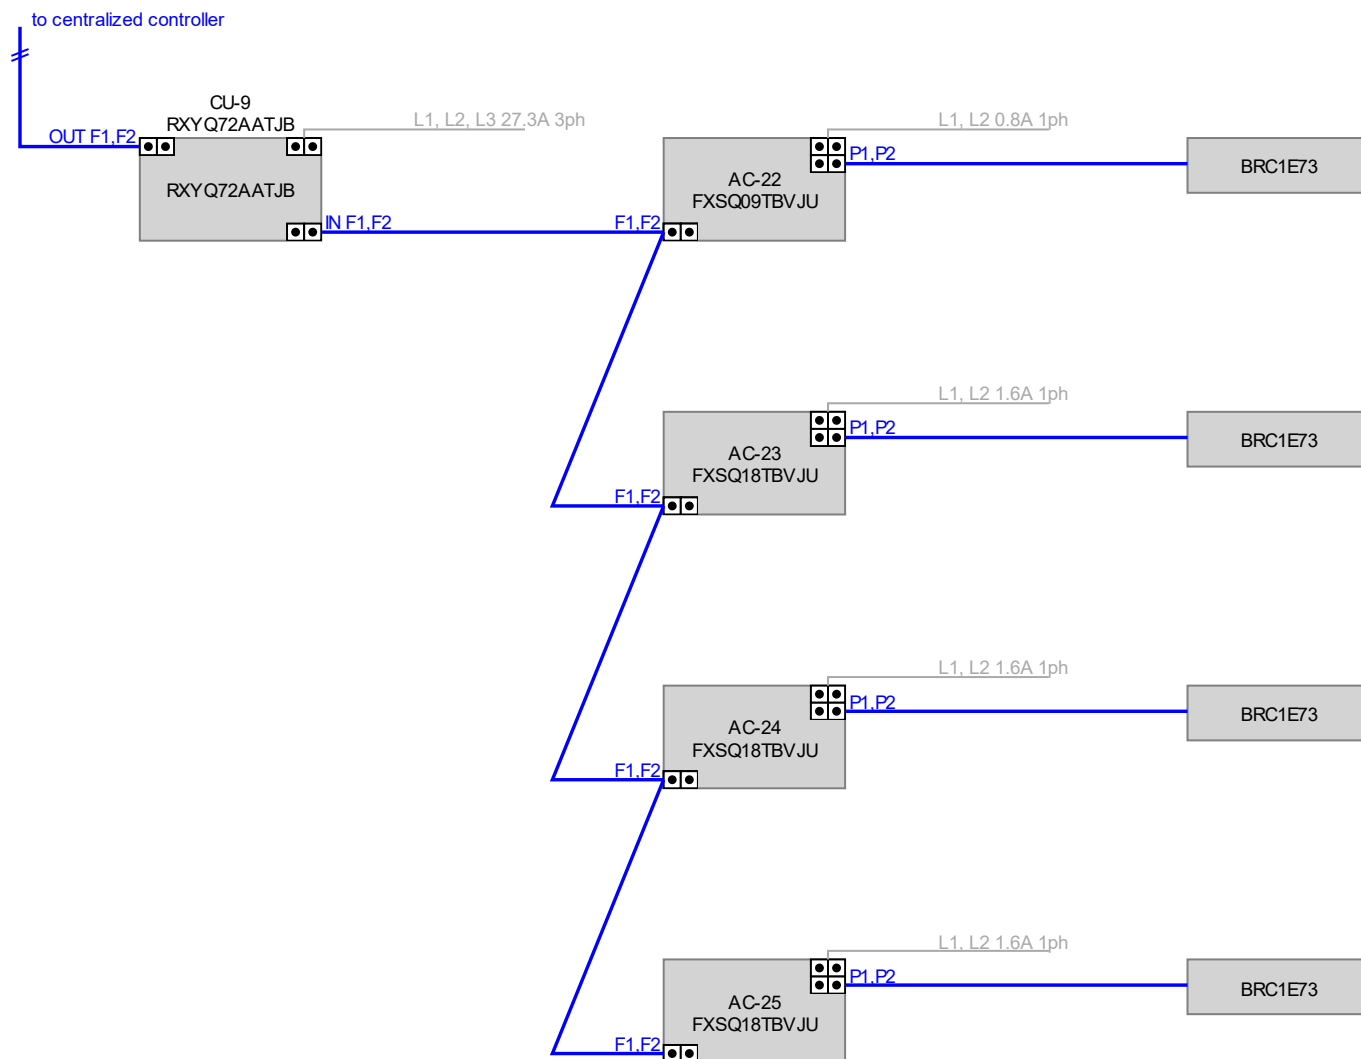 to centralized controller
CU-9
RXYQ72AATJB
OUT F1,F2
L1, L2, L3 27.3A 3ph
L1, L2 0.8A 1ph
RXYQ72AATJB
IN F1,F2
F1,F2
AC-22
FXSQ09TBVJU
P1,P2
BRC1E73
L1, L2 1.6A 1ph
AC-23
FXSQ18TBVJU
P1,P2
BRC1E73
F1,F2
L1, L2 1.6A 1ph
AC-24
FXSQ18TBVJU
P1,P2
BRC1E73
F1,F2
L1, L2 1.6A 1ph
AC-25
FXSQ18TBVJU
P1,P2
BRC1E73
F1,F2